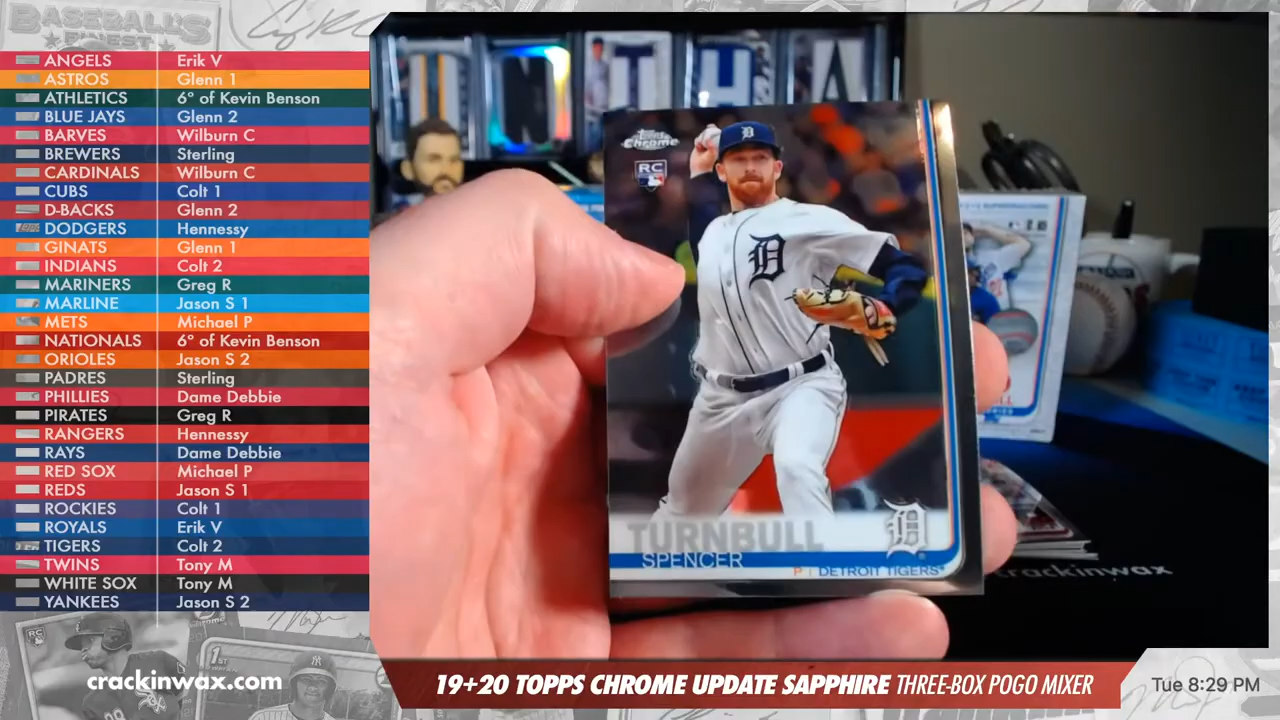 BASEBALL'S
FINEST
ANGELS Erik V
ASTROS Glenn 1
ATHLETICS 6° of Kevin Benson
BLUE JAYS Glenn 2
BARVES Wilburn C
BREWERS Sterling
CARDINALS Wilburn C
CUBS Colt 1
D-BACKS Glenn 2
DODGERS Hennessy
GINATS Glenn 1
INDIANS Colt 2
MARINERS Greg R
MARLINE Jason S 1
METS Michael P
NATIONALS 6° of Kevin Benson
ORIOLES Jason S 2
PADRES Sterling
PHILLIES Dame Debbie
PIRATES Greg R
RANGERS Hennessy
RAYS Dame Debbie
RED SOX Michael P
REDS Jason S 1
ROCKIES Colt 1
ROYALS Erik V
TIGERS Colt 2
TWINS Tony M
WHITE SOX Tony M
YANKEES Jason S 2
I N T H A
Topps
Chrome
RC
D
D
TURNBULL
SPENCER
D
P | DETROIT TIGERS
crackinwax
RC
1ST
crackinwax.com
19+20 TOPPS CHROME UPDATE SAPPHIRE THREE-BOX POGO MIXER
Tue 8:29 PM